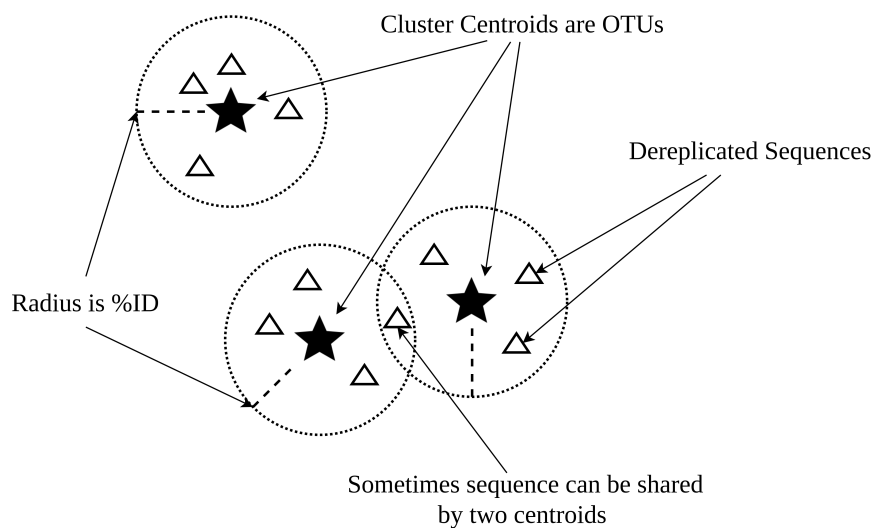 Cluster Centroids are OTUs
Dereplicated Sequences
Radius is %ID
Sometimes sequence can be shared
by two centroids